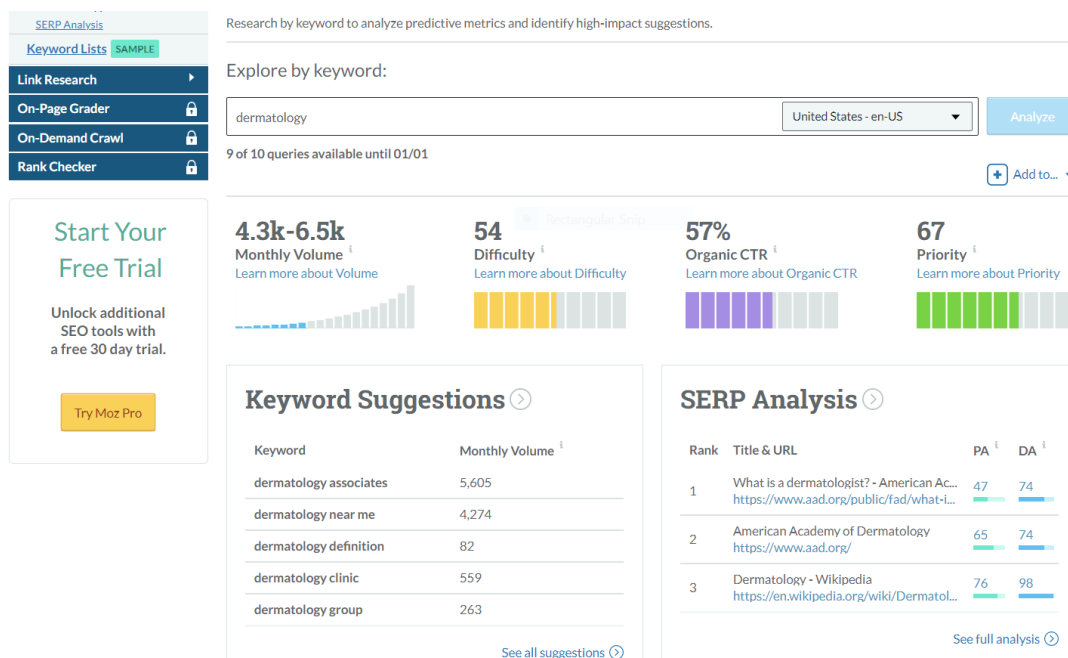 SERP Analysis
Keyword Lists SAMPLE
Link Research
On-Page Grader
On-Demand Crawl
Rank Checker
Start Your
Free Trial
Unlock additional
SEO tools with
a free 30 day trial.
Try Moz Pro
Research by keyword to analyze predictive metrics and identify high-impact suggestions.
Explore by keyword:
dermatology United States - en-US Analyze
9 of 10 queries available until 01/01
Add to...
Rectangular Snip
4.3k-6.5k
Monthly Volume i
Learn more about Volume
54
Difficulty i
Learn more about Difficulty
57%
Organic CTR i
Learn more about Organic CTR
67
Priority i
Learn more about Priority
Keyword Suggestions
Keyword Monthly Volume i
dermatology associates 5,605
dermatology near me 4,274
dermatology definition 82
dermatology clinic 559
dermatology group 263
See all suggestions
SERP Analysis
Rank Title & URL PA i DA i
1 What is a dermatologist? - American Ac... 47 74
https://www.aad.org/public/fad/what-i...
2 American Academy of Dermatology 65 74
https://www.aad.org/
3 Dermatology - Wikipedia 76 98
https://en.wikipedia.org/wiki/Dermatol...
See full analysis